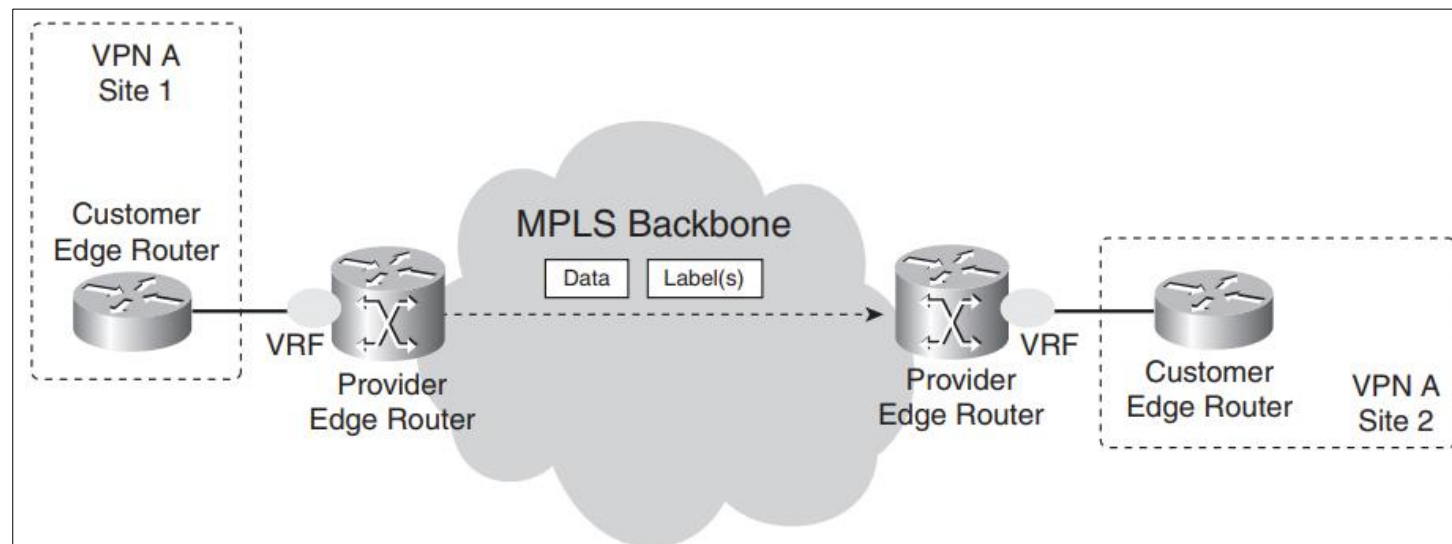 VPN A
Site 1
Customer
Edge Router
VRF
Provider
Edge Router
MPLS Backbone
Data
Label(s)
Provider
Edge Router
VRF
Customer
Edge Router
VPN A
Site 2